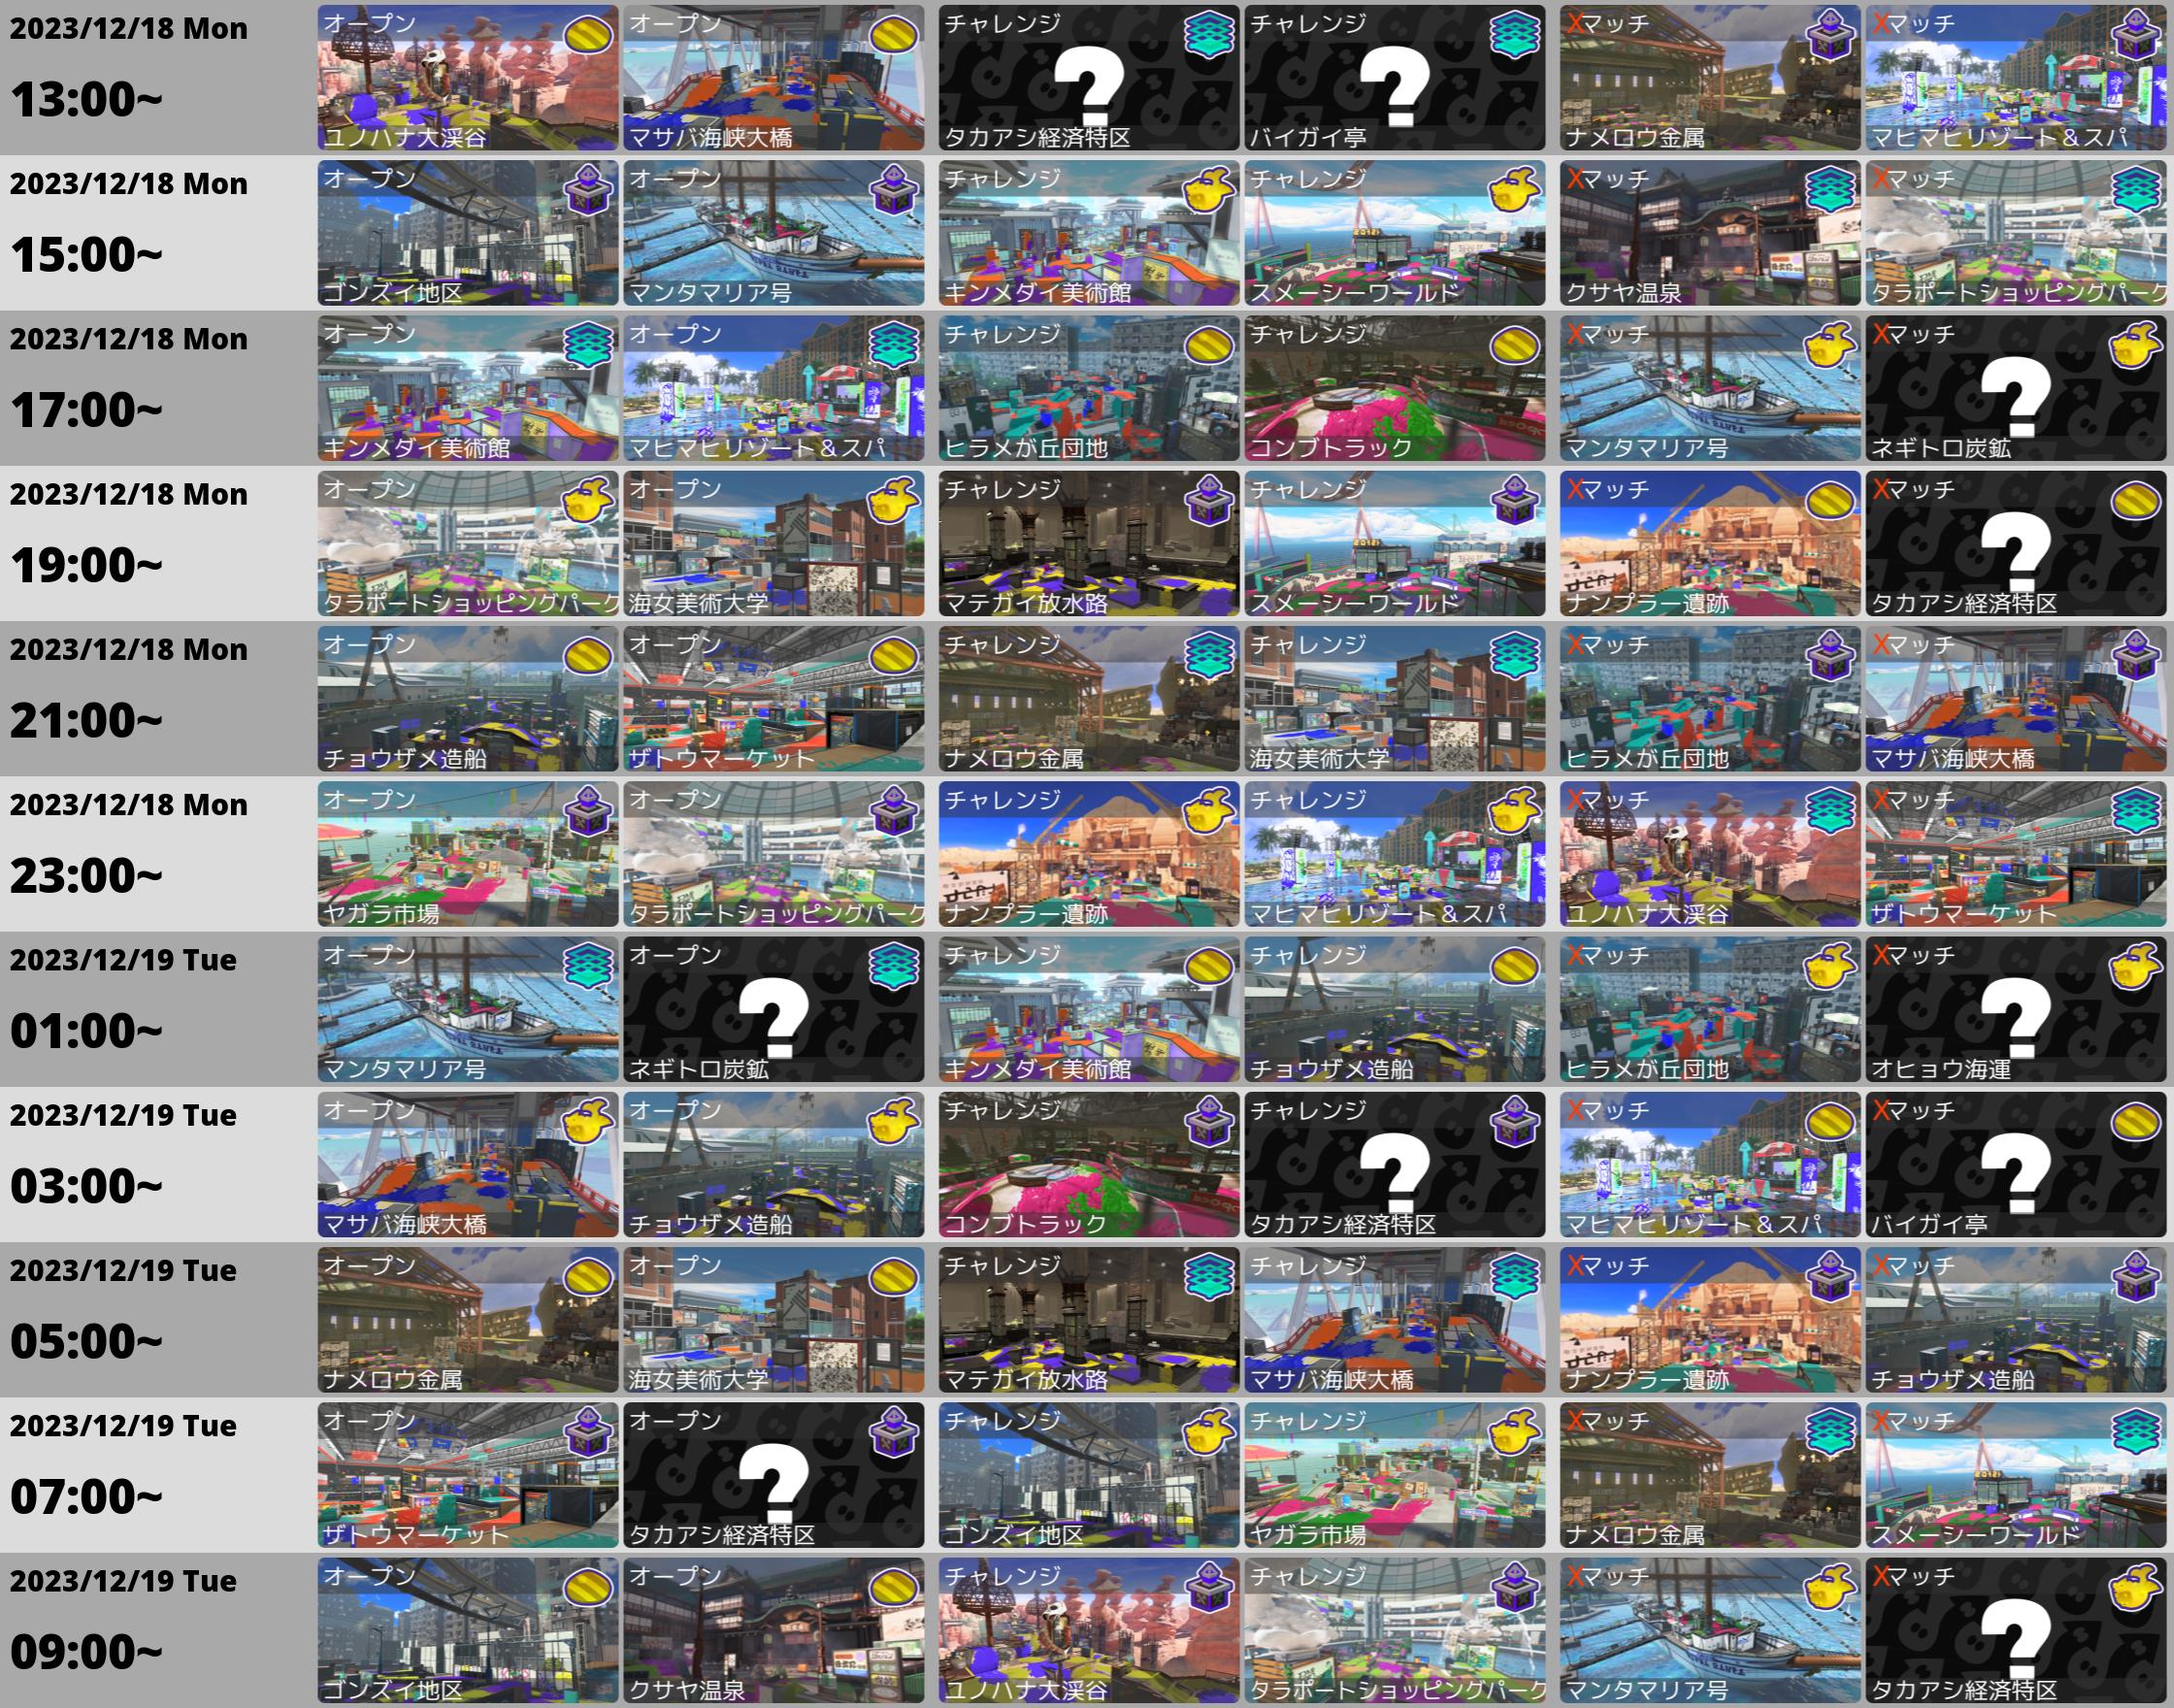 2023/12/18 Mon
13:00~
オープン
ユノハナ大渓谷
オープン
マサバ海峡大橋
チャレンジ
タカアシ経済特区
チャレンジ
バイガイ亭
Xマッチ
ナメロウ金属
Xマッチ
マヒマヒリゾート＆スパ
2023/12/18 Mon
15:00~
オープン
ゴンズイ地区
オープン
マンタマリア号
チャレンジ
キンメダイ美術館
チャレンジ
スメーシーワールド
Xマッチ
クサヤ温泉
Xマッチ
タラポートショッピングパーク
2023/12/18 Mon
17:00~
オープン
キンメダイ美術館
オープン
マヒマヒリゾート＆スパ
チャレンジ
ヒラメが丘団地
チャレンジ
コンブトラック
Xマッチ
マンタマリア号
Xマッチ
ネギトロ炭鉱
2023/12/18 Mon
19:00~
オープン
タラポートショッピングパーク
オープン
海女美術大学
チャレンジ
マテガイ放水路
チャレンジ
スメーシーワールド
Xマッチ
ナンプラー遺跡
Xマッチ
タカアシ経済特区
2023/12/18 Mon
21:00~
オープン
チョウザメ造船
オープン
ザトウマーケット
チャレンジ
ナメロウ金属
チャレンジ
海女美術大学
Xマッチ
ヒラメが丘団地
Xマッチ
マサバ海峡大橋
2023/12/18 Mon
23:00~
オープン
ヤガラ市場
オープン
タラポートショッピングパーク
チャレンジ
ナンプラー遺跡
チャレンジ
マヒマヒリゾート＆スパ
Xマッチ
ユノハナ大渓谷
Xマッチ
ザトウマーケット
2023/12/19 Tue
01:00~
オープン
マンタマリア号
オープン
ネギトロ炭鉱
チャレンジ
キンメダイ美術館
チャレンジ
チョウザメ造船
Xマッチ
ヒラメが丘団地
Xマッチ
オヒョウ海運
2023/12/19 Tue
03:00~
オープン
マサバ海峡大橋
オープン
チョウザメ造船
チャレンジ
コンブトラック
チャレンジ
タカアシ経済特区
Xマッチ
マヒマヒリゾート＆スパ
Xマッチ
バイガイ亭
2023/12/19 Tue
05:00~
オープン
ナメロウ金属
オープン
海女美術大学
チャレンジ
マテガイ放水路
チャレンジ
マサバ海峡大橋
Xマッチ
ナンプラー遺跡
Xマッチ
チョウザメ造船
2023/12/19 Tue
07:00~
オープン
ザトウマーケット
オープン
タカアシ経済特区
チャレンジ
ゴンズイ地区
チャレンジ
ヤガラ市場
Xマッチ
ナメロウ金属
Xマッチ
スメーシーワールド
2023/12/19 Tue
09:00~
オープン
ゴンズイ地区
オープン
クサヤ温泉
チャレンジ
ユノハナ大渓谷
チャレンジ
タラポートショッピングパーク
Xマッチ
マンタマリア号
Xマッチ
タカアシ経済特区